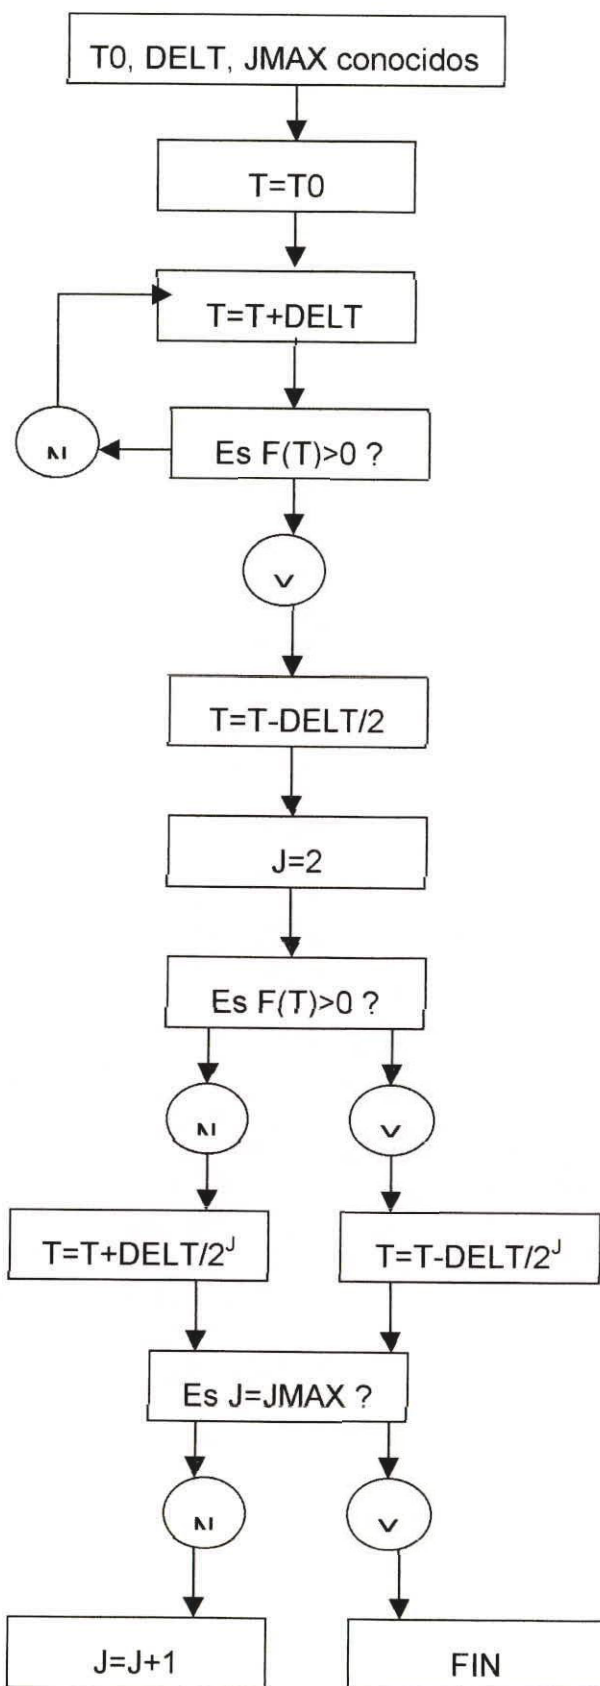 T0, DELT, JMAX conocidos
T=T0
T=T+DELT
Es F(T)>0 ?
N
Y
T=T-DELT/2
J=2
Es F(T)>0 ?
N
Y
T=T+DELT/2^J
T=T-DELT/2^J
Es J=JMAX ?
N
Y
J=J+1
FIN